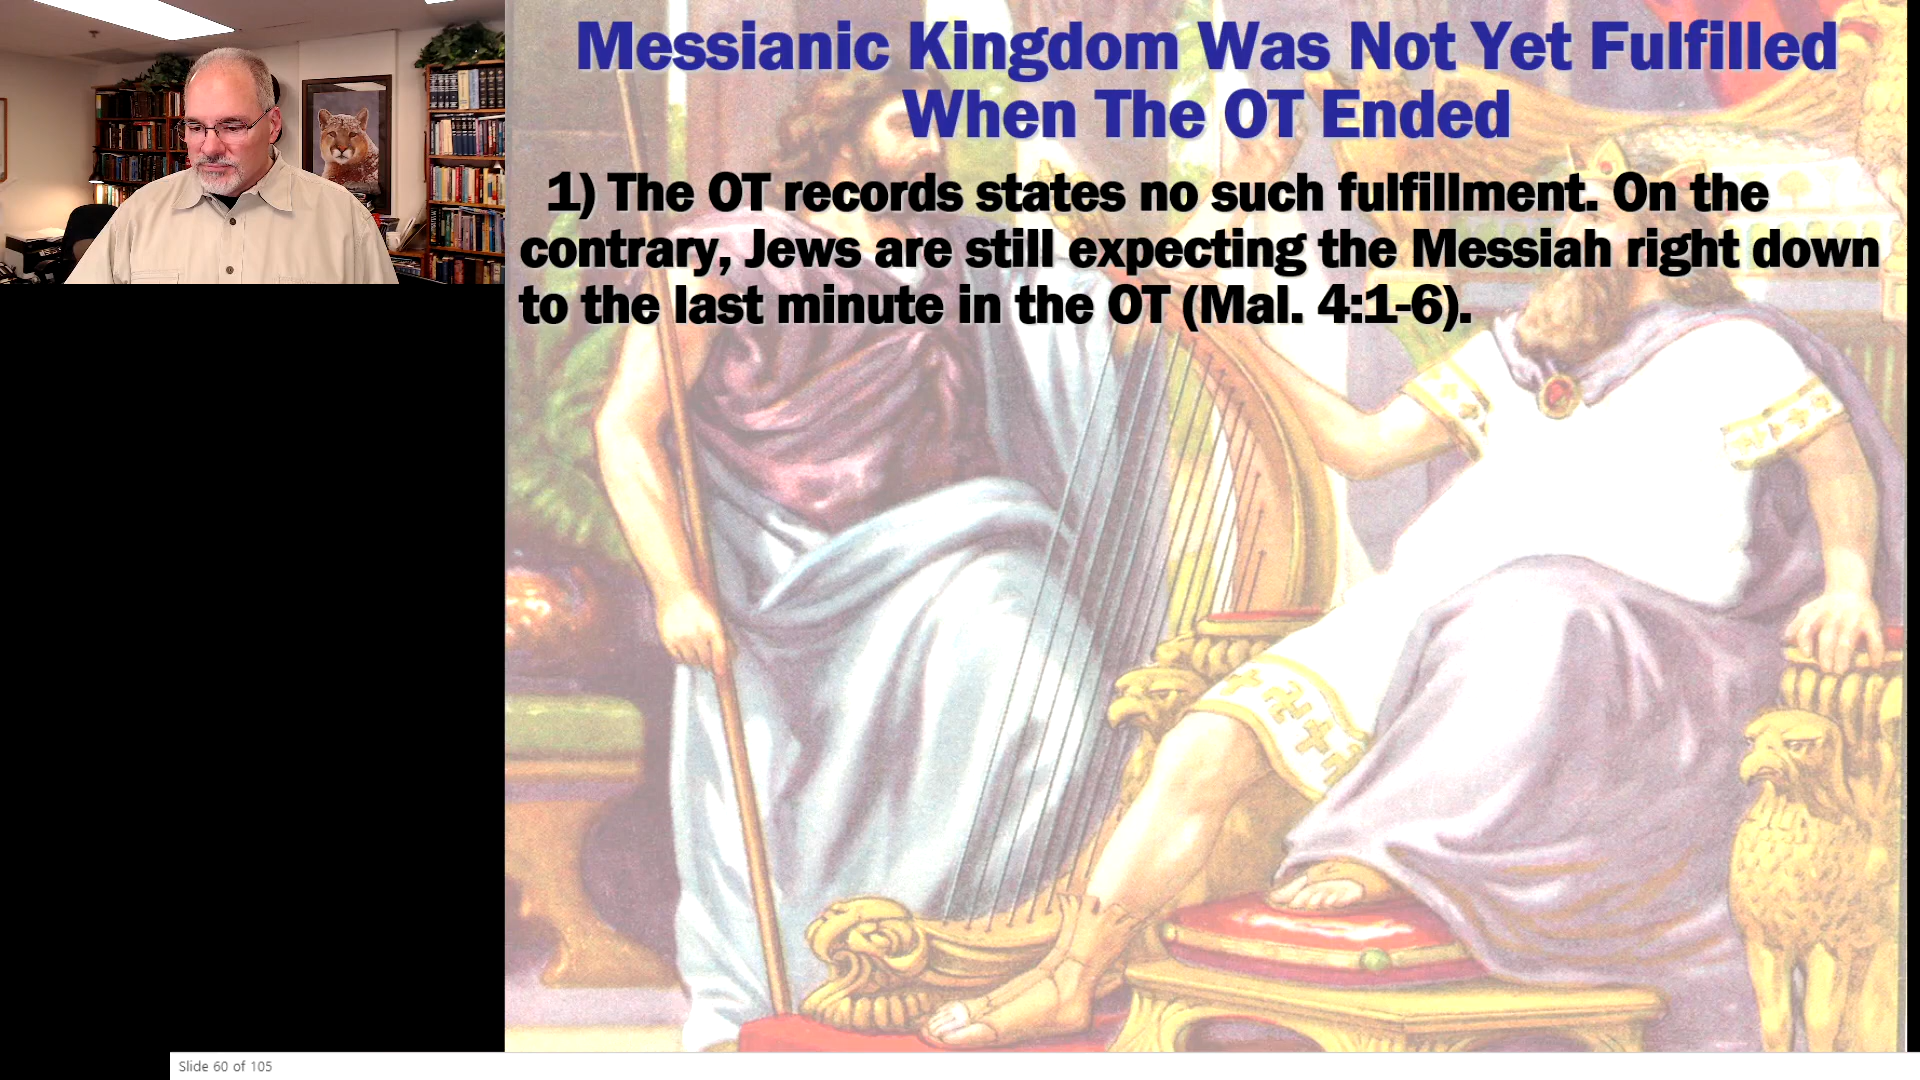 Messianic Kingdom Was Not Yet Fulfilled
When The OT Ended
1) The OT records states no such fulfillment. On the
contrary, Jews are still expecting the Messiah right down
to the last minute in the OT (Mal. 4:1-6).
Slide 60 of 105